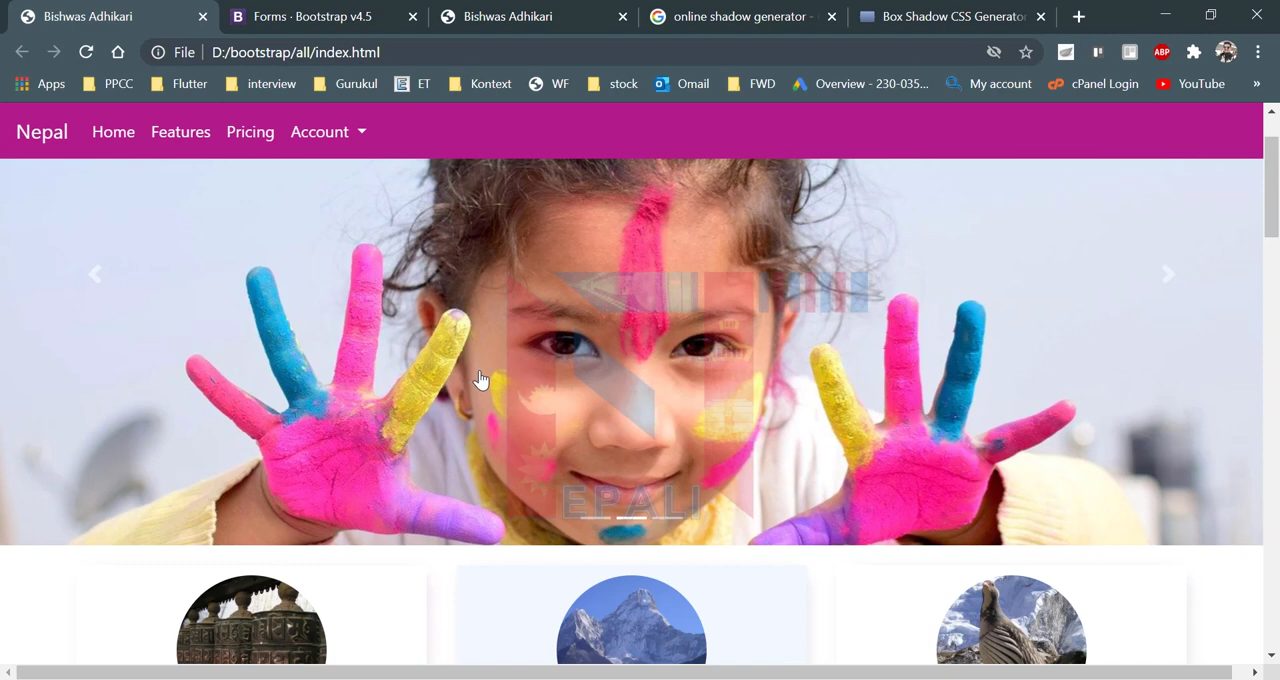 Bishwas Adhikari
Forms · Bootstrap v4.5
Bishwas Adhikari
online shadow generator -
Box Shadow CSS Generator
File
D:/bootstrap/all/index.html
ABP
Apps
PPCC
Flutter
interview
Gurukul
ET
Kontext
WF
stock
Omail
FWD
Overview - 230-035...
My account
cPanel Login
YouTube
»
Nepal
Home
Features
Pricing
Account
EPALI